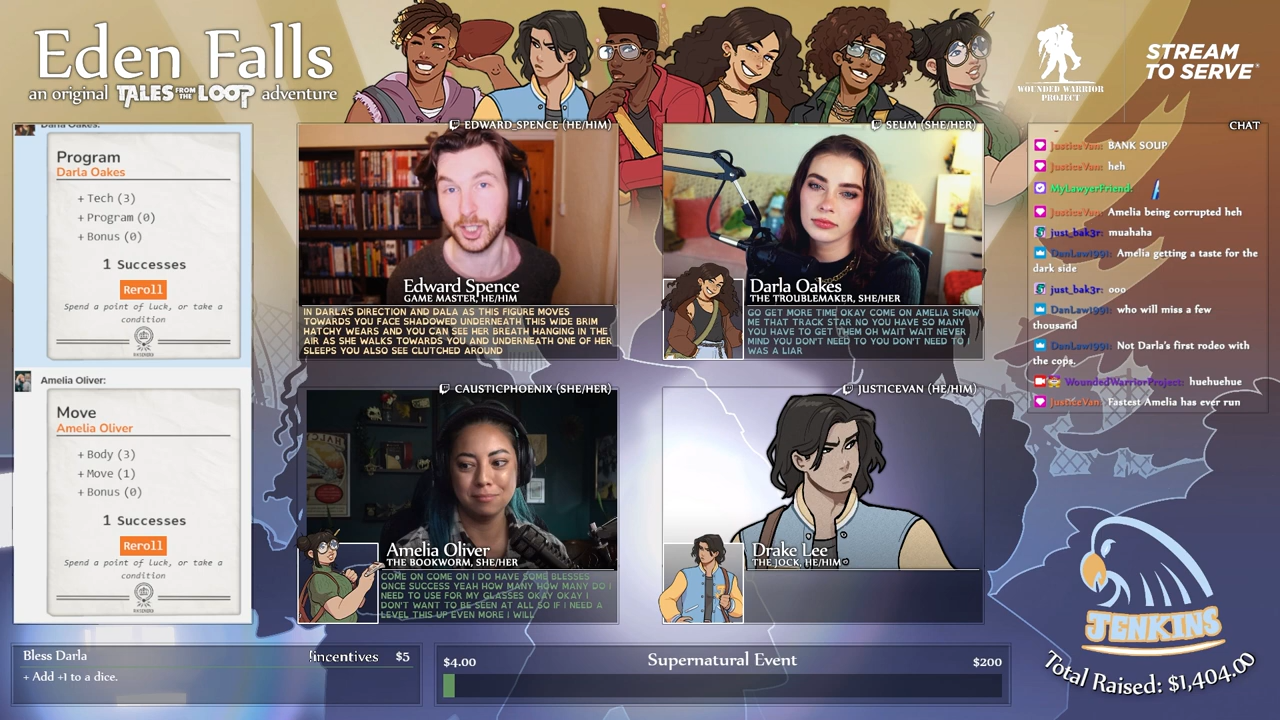 Eden Falls
an original TALES FROM THE LOOP adventure
WOUNDED WARRIOR
PROJECT
STREAM
TO SERVE
Darla Oakes:
Program
Darla Oakes
+ Tech (3)
+ Program (0)
+ Bonus (0)
1 Successes
Reroll
Spend a point of luck, or take a
condition
Amelia Oliver:
Move
Amelia Oliver
+ Body (3)
+ Move (1)
+ Bonus (0)
1 Successes
Reroll
Spend a point of luck, or take a
condition
EDWARD_SPENCE (HE/HIM)
Edward Spence
GAME MASTER, HE/HIM
IN DARLA'S DIRECTION AND DALA AS THIS FIGURE MOVES
TOWARDS YOU FACE SHADOWED UNDERNEATH THIS WIDE BRIM
HATCHY WEARS AND YOU CAN SEE HER BREATH HANGING IN THE
AIR AS SHE WALKS TOWARDS YOU AND UNDERNEATH ONE OF HER
SLEEPS YOU ALSO SEE CLUTCHED AROUND
SEUM (SHE/HER)
Darla Oakes
THE TROUBLEMAKER, SHE/HER
GO GET MORE TIME OKAY COME ON AMELIA SHOW
ME THAT TRACK STAR NO YOU HAVE SO MANY
YOU HAVE TO GET THEM OH WAIT WAIT NEVER
MIND YOU DON'T NEED TO YOU DON'T NEED TO I
WAS A LIAR
CAUSTICPHOENIX (SHE/HER)
Amelia Oliver
THE BOOKWORM, SHE/HER
COME ON COME ON I DO HAVE SOME BLESSES
ONCE SUCCESS YEAH HOW MANY HOW MANY DO I
NEED TO USE FOR MY GLASSES OKAY OKAY I
DON'T WANT TO BE SEEN AT ALL SO IF I NEED A
LEVEL THIS UP EVEN MORE I WILL
JUSTICEVAN (HE/HIM)
Drake Lee
THE JOCK, HE/HIM
CHAT
JusticeVan: BANK SOUP
JusticeVan: heh
MyLawyerFriend:
JusticeVan: Amelia being corrupted heh
just_bak3r: muahaha
DanLaw1991: Amelia getting a taste for the
dark side
just_bak3r: ooo
DanLaw1991: who will miss a few
thousand
DanLaw1991: Not Darla's first rodeo with
the cops.
WoundedWarriorProject: huehuehue
JusticeVan: Fastest Amelia has ever run
JENKINS
Total Raised: $1,404.00
Bless Darla
!incentives $5
+ Add +1 to a dice.
$4.00
Supernatural Event
$200